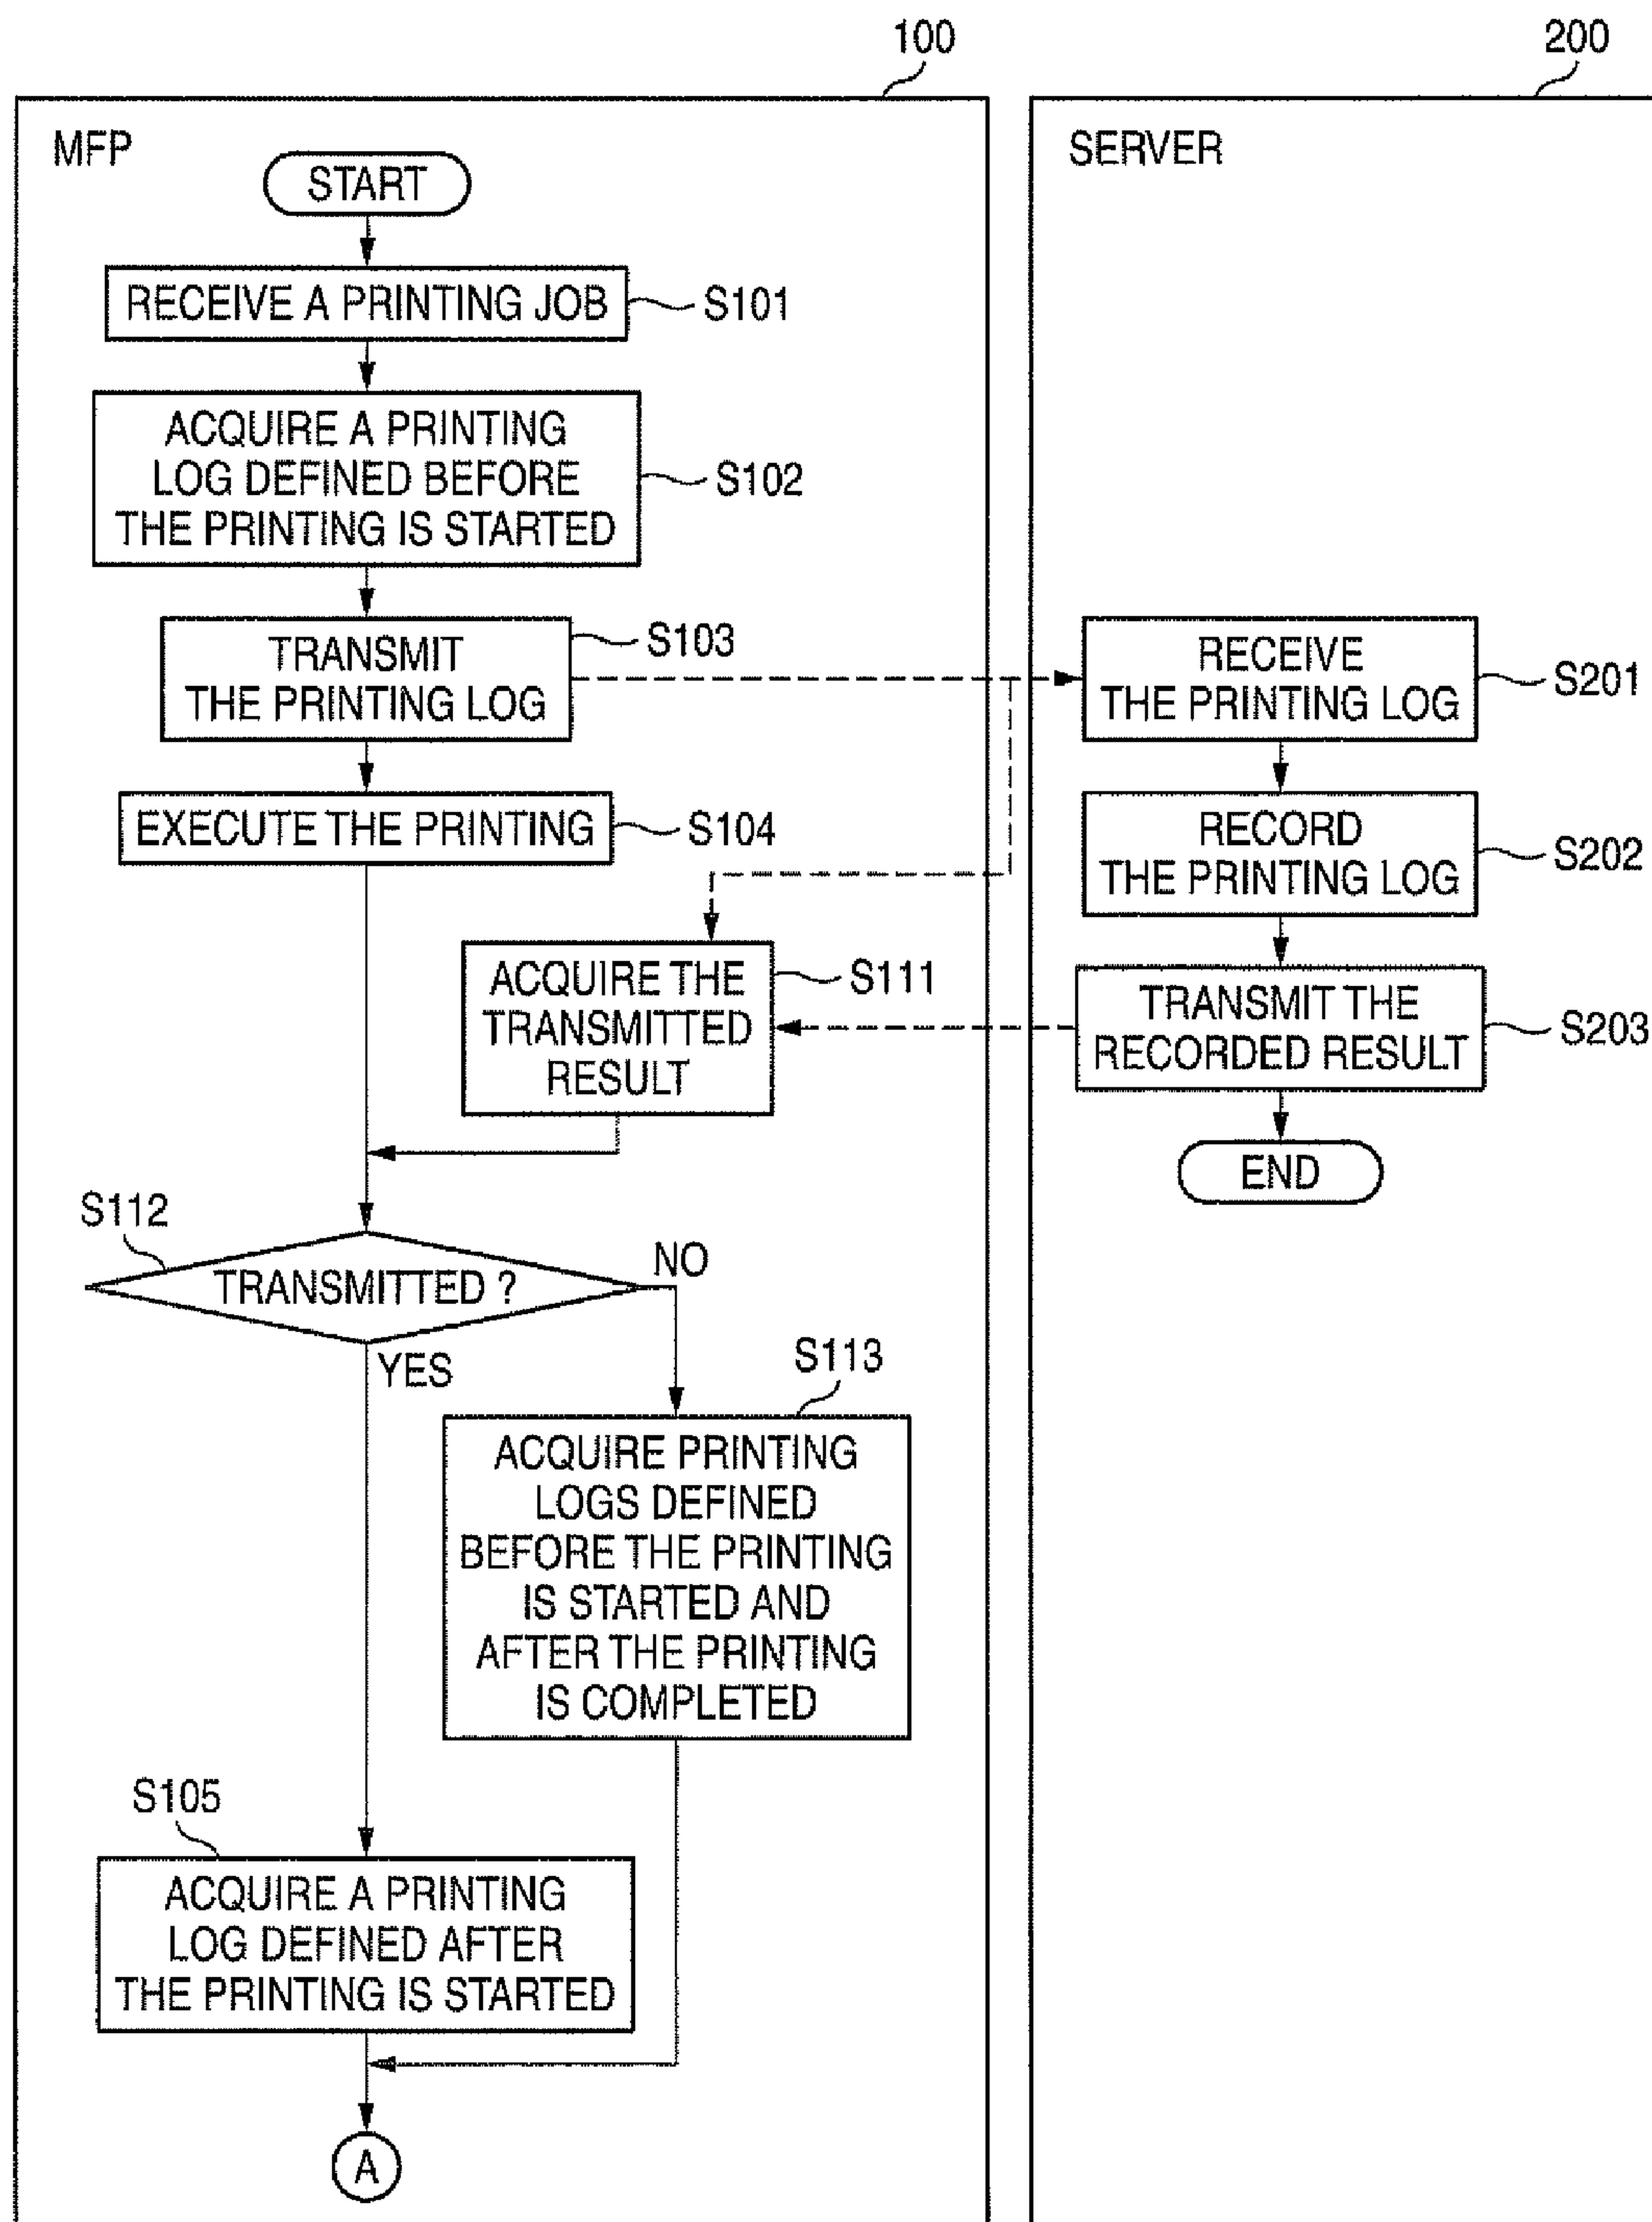 100
MFP
START
RECEIVE A PRINTING JOB
S101
ACQUIRE A PRINTING
LOG DEFINED BEFORE
THE PRINTING IS STARTED
S102
TRANSMIT
THE PRINTING LOG
S103
EXECUTE THE PRINTING
S104
ACQUIRE THE
TRANSMITTED
RESULT
S111
S112
TRANSMITTED ?
NO
YES
S113
ACQUIRE PRINTING
LOGS DEFINED
BEFORE THE PRINTING
IS STARTED AND
AFTER THE PRINTING
IS COMPLETED
S105
ACQUIRE A PRINTING
LOG DEFINED AFTER
THE PRINTING IS STARTED
A
200
SERVER
RECEIVE
THE PRINTING LOG
S201
RECORD
THE PRINTING LOG
S202
TRANSMIT THE
RECORDED RESULT
S203
END